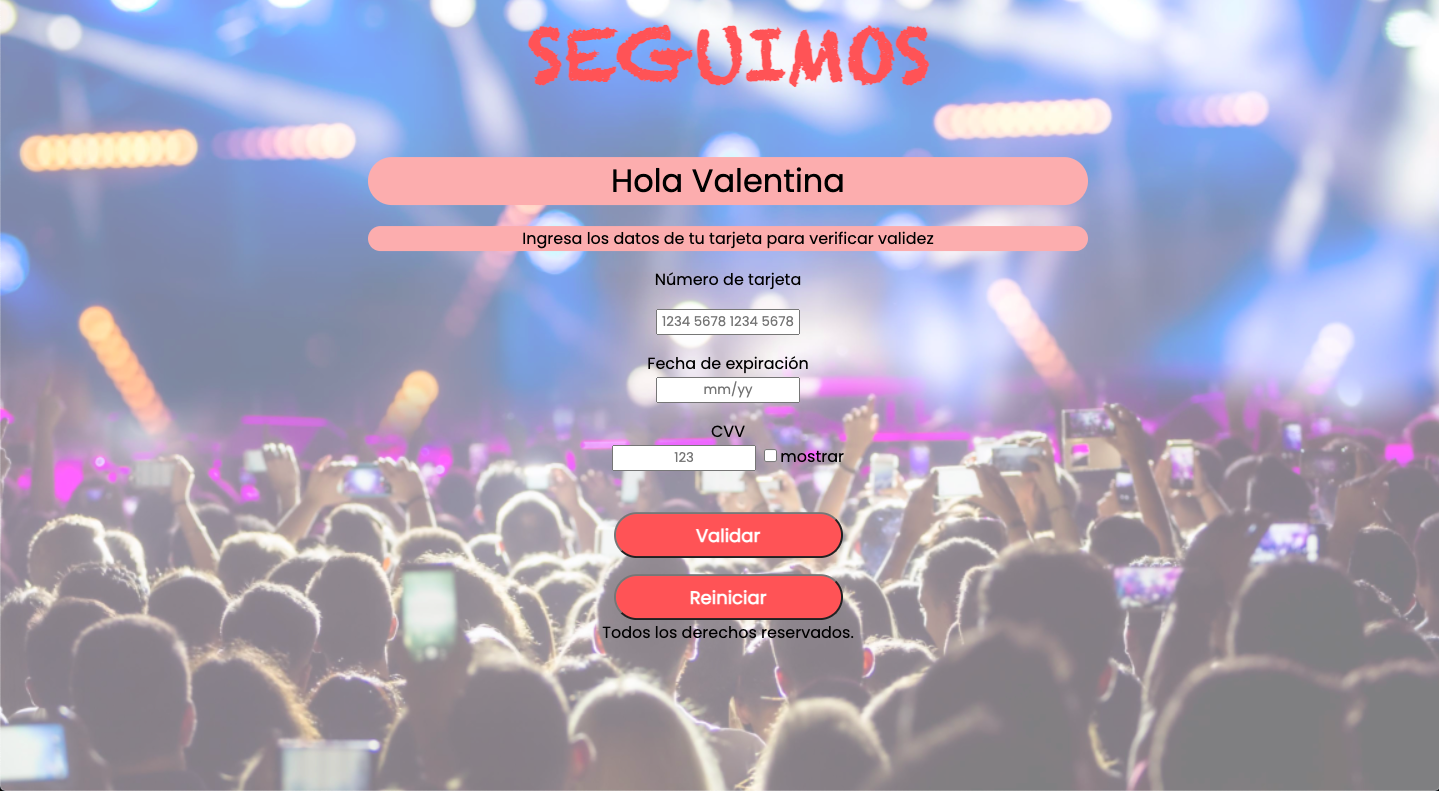 SEGUIMOS
Hola Valentina
Ingresa los datos de tu tarjeta para verificar validez
Número de tarjeta
1234 5678 1234 5678
Fecha de expiración
mm/yy
CVV
123 mostrar
Validar
Reiniciar
Todos los derechos reservados.